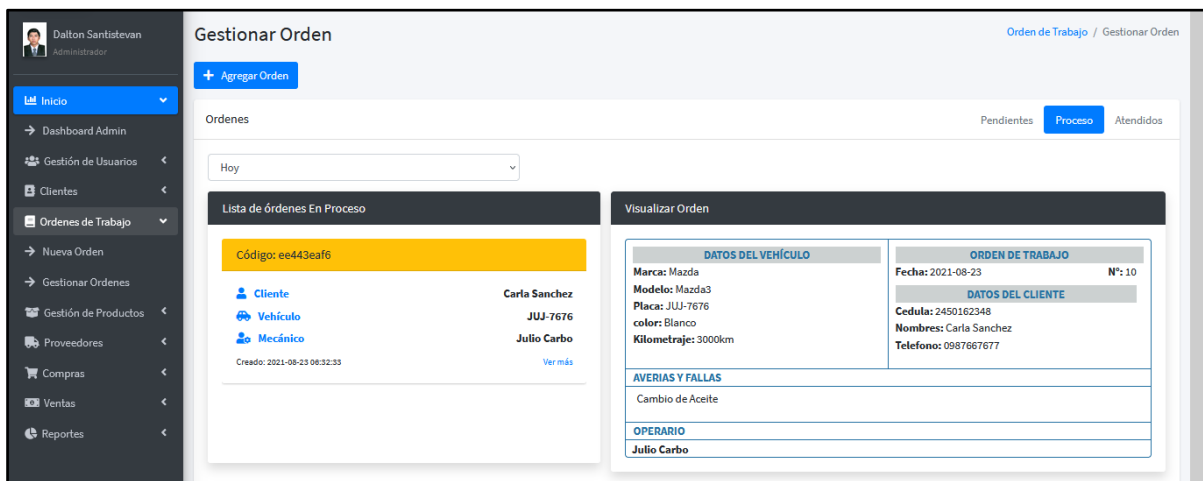 Dalton Santistevan
Administrador
Inicio
Dashboard Admin
Gestión de Usuarios
Clientes
Ordenes de Trabajo
Nueva Orden
Gestionar Ordenes
Gestión de Productos
Proveedores
Compras
Ventas
Reportes
Gestionar Orden
Orden de Trabajo / Gestionar Orden
+ Agregar Orden
Ordenes
Pendientes Proceso Atendidos
Hoy
Lista de órdenes En Proceso
Código: ee443eaf6
Cliente Carla Sanchez
Vehículo JUJ-7676
Mecánico Julio Carbo
Creado: 2021-08-23 06:32:33 Ver más
Visualizar Orden
DATOS DEL VEHÍCULO
Marca: Mazda
Modelo: Mazda3
Placa: JUJ-7676
color: Blanco
Kilometraje: 3000km
ORDEN DE TRABAJO
Fecha: 2021-08-23 N°: 10
DATOS DEL CLIENTE
Cedula: 2450162348
Nombres: Carla Sanchez
Telefono: 0987667677
AVERIAS Y FALLAS
Cambio de Aceite
OPERARIO
Julio Carbo